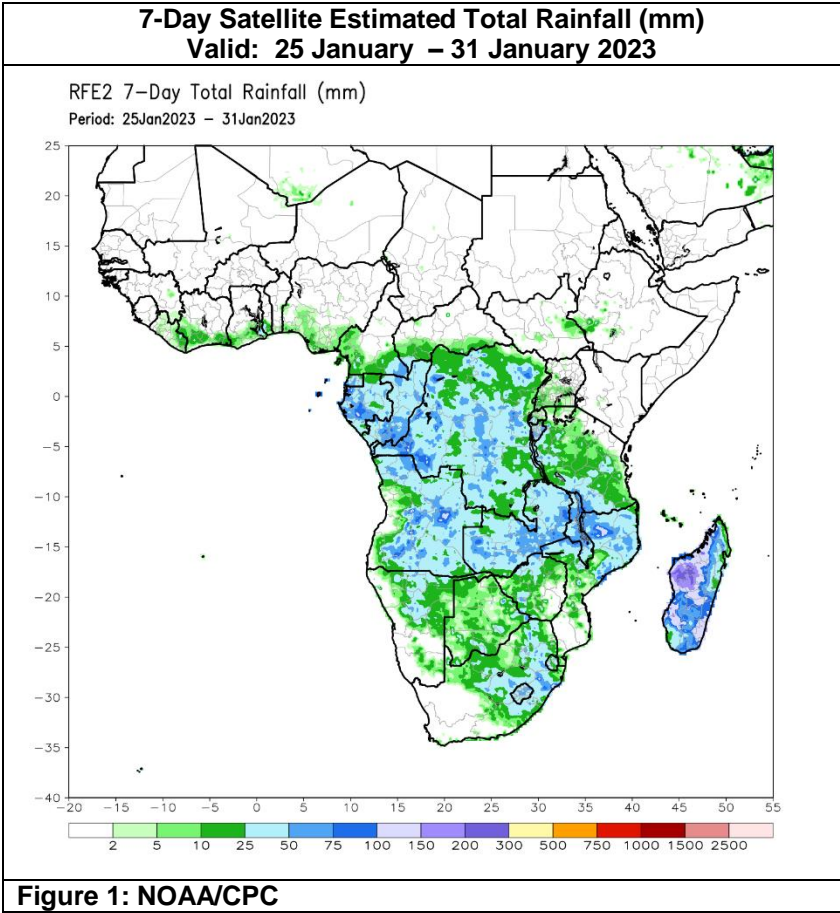 7-Day Satellite Estimated Total Rainfall (mm)
Valid:  25 January  – 31 January 2023
RFE2 7-Day Total Rainfall (mm)
Period: 25Jan2023 – 31Jan2023
25
20
15
10
5
0
−5
−10
−15
−20
−25
−30
−35
−40
−20 −15 −10 −5 0 5 10 15 20 25 30 35 40 45 50 55
2 5 10 25 50 75 100 150 200 300 500 750 1000 1500 2500
Figure 1: NOAA/CPC